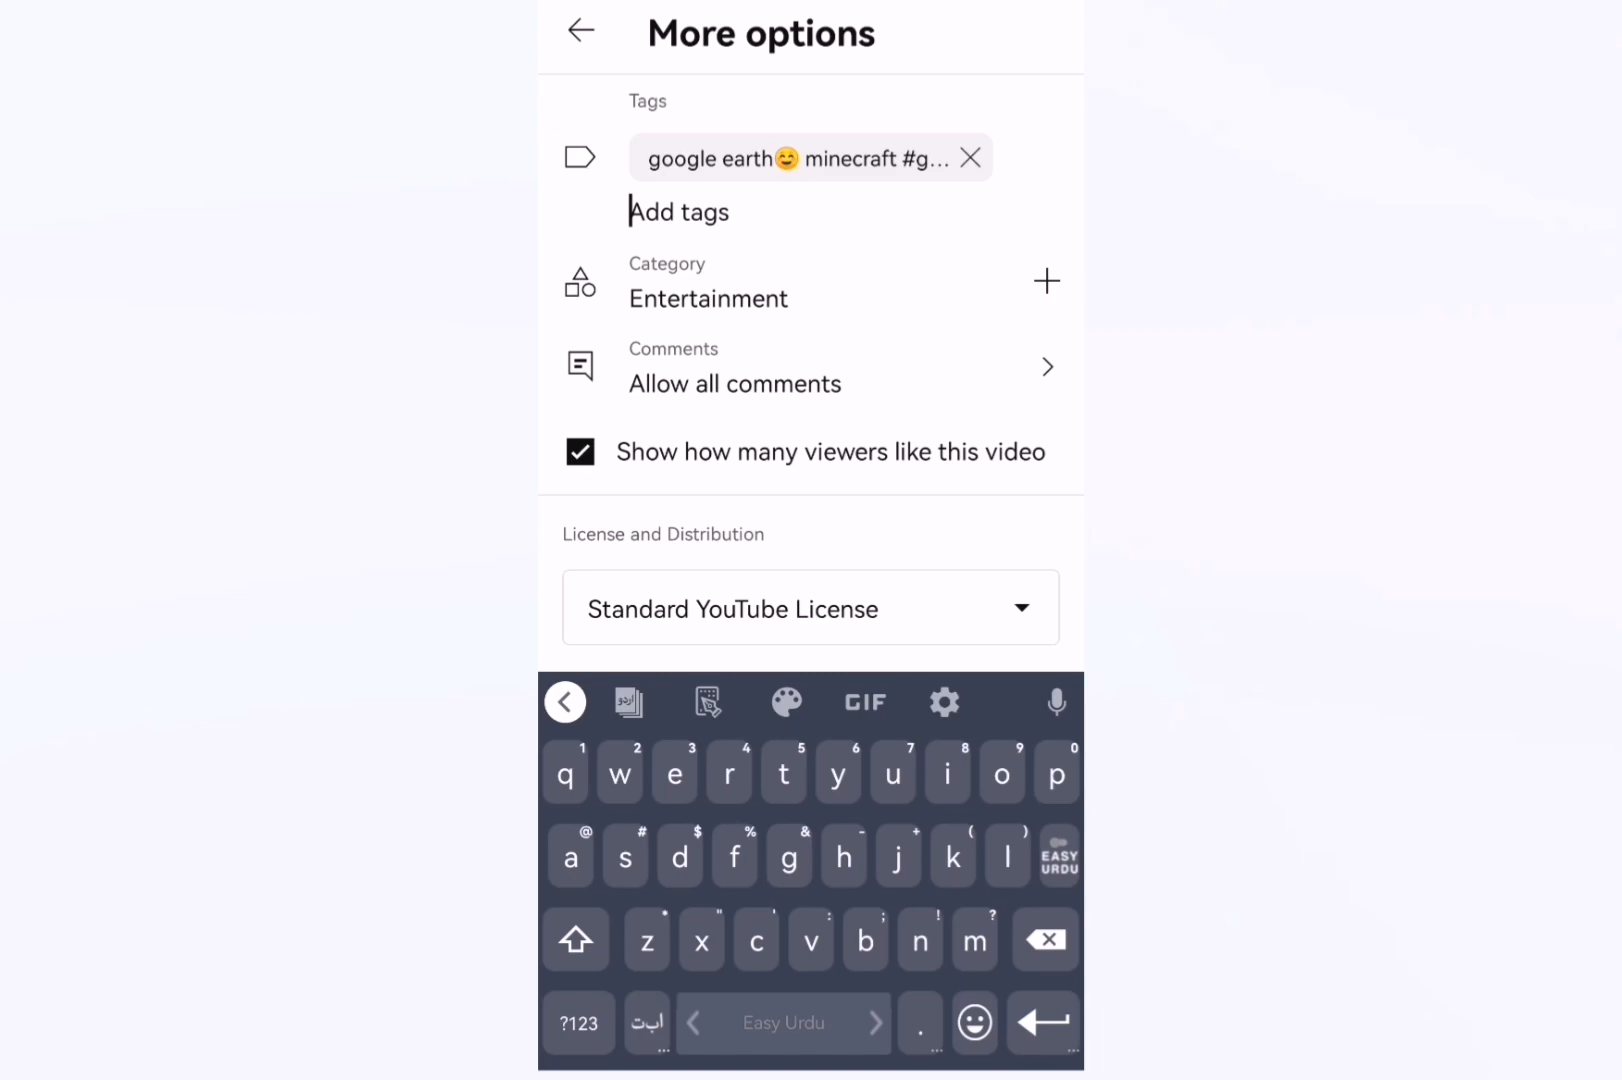 More options
Tags
google earth😊 minecraft #g...
Add tags
Category
Entertainment
Comments
Allow all comments
Show how many viewers like this video
License and Distribution
Standard YouTube License
اردو GIF
1 2 3 4 5 6 7 8 9 0
q w e r t y u i o p
@ # $ % & - + ( )
a s d f g h j k l EASY URDU
* " ' : ; ! ?
z x c v b n m
?123 اب‌ت ... Easy Urdu . ... ...